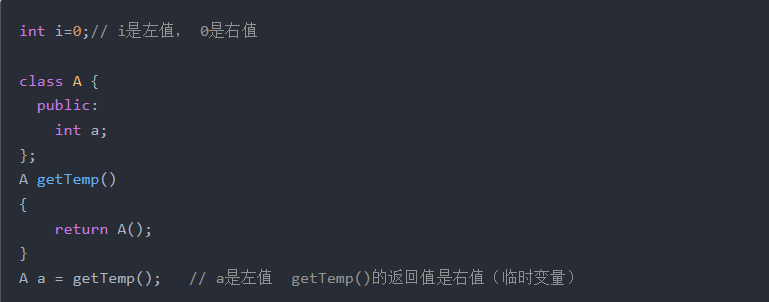 int i=0;// i是左值， 0是右值
class A {
  public:
    int a;
};
A getTemp()
{
    return A();
}
A a = getTemp();   // a是左值  getTemp()的返回值是右值（临时变量）